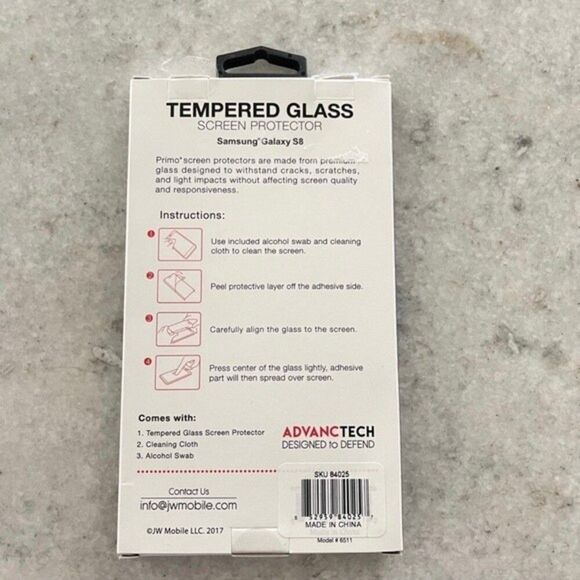 TEMPERED GLASS
SCREEN PROTECTOR
Samsung® Galaxy S8
Primo® screen protectors are made from premium
glass designed to withstand cracks, scratches,
and light impacts without affecting screen quality
and responsiveness.
Instructions:
1
Use included alcohol swab and cleaning
cloth to clean the screen.
2
Peel protective layer off the adhesive side.
3
Carefully align the glass to the screen.
4
Press center of the glass lightly, adhesive
part will then spread over screen.
Comes with:
1. Tempered Glass Screen Protector
2. Cleaning Cloth
3. Alcohol Swab
ADVANCTECH
DESIGNED to DEFEND
Contact Us
info@jwmobile.com
©JW Mobile LLC. 2017
SKU 84025
52959 84025
MADE IN CHINA
Model # 6511